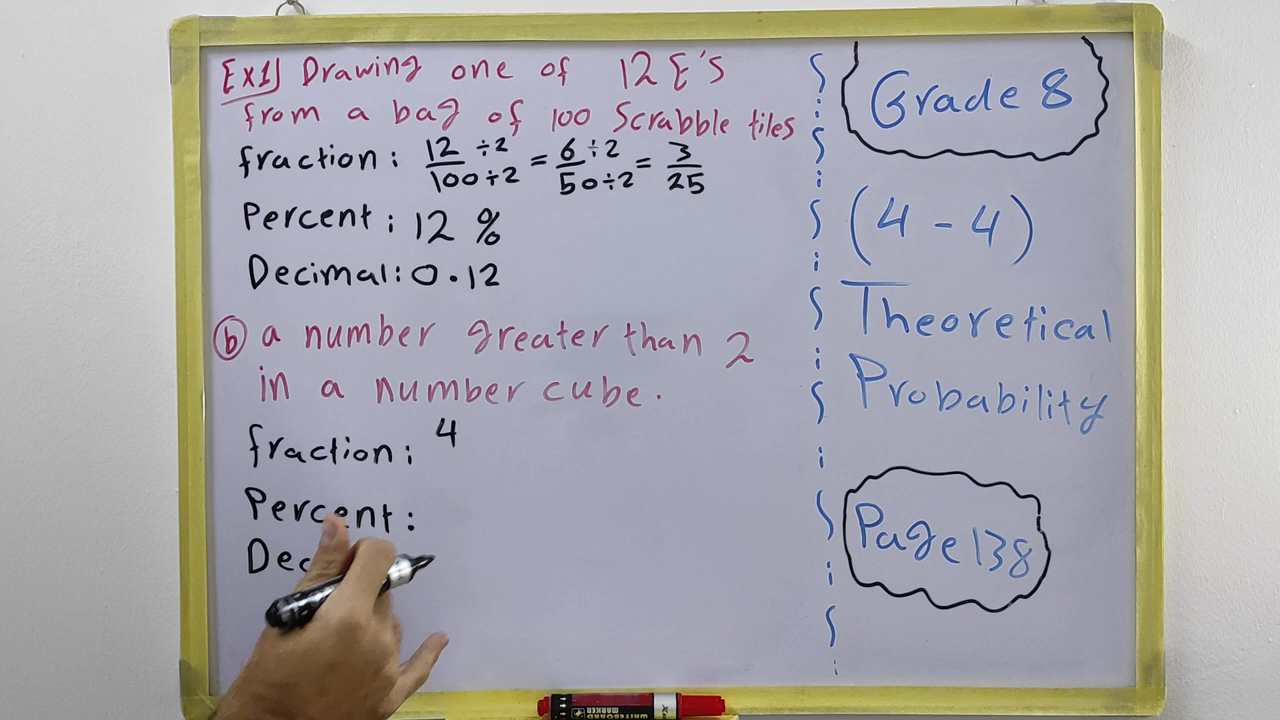 [Ex1] Drawing one of 12 E's
from a bag of 100 Scrabble tiles
fraction: 12 ÷2 / 100 ÷2 = 6 ÷2 / 50 ÷2 = 3 / 25
Percent: 12 %
Decimal: 0.12
ⓑ a number greater than 2
in a number cube.
fraction: 4
Percent:
Dec
Grade 8
(4-4)
Theoretical
Probability
Page 138
WHITEBOARD
MARKER